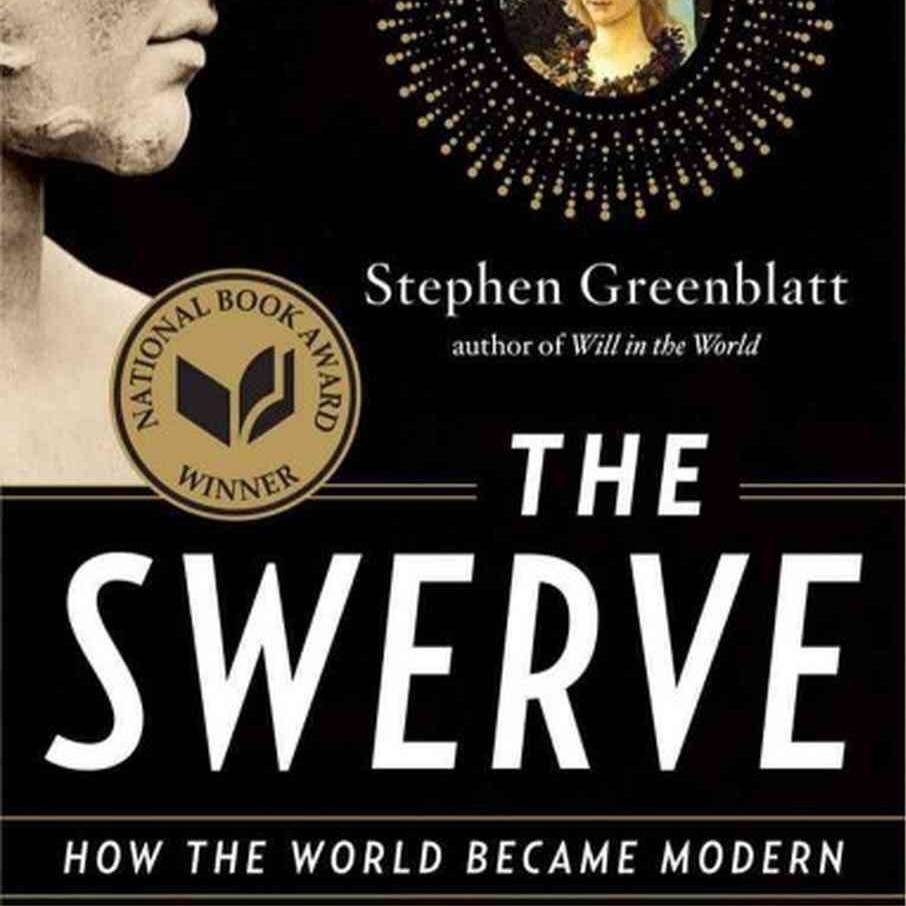 Stephen Greenblatt
author of Will in the World
NATIONAL BOOK AWARD
WINNER
THE
SWERVE
HOW THE WORLD BECAME MODERN